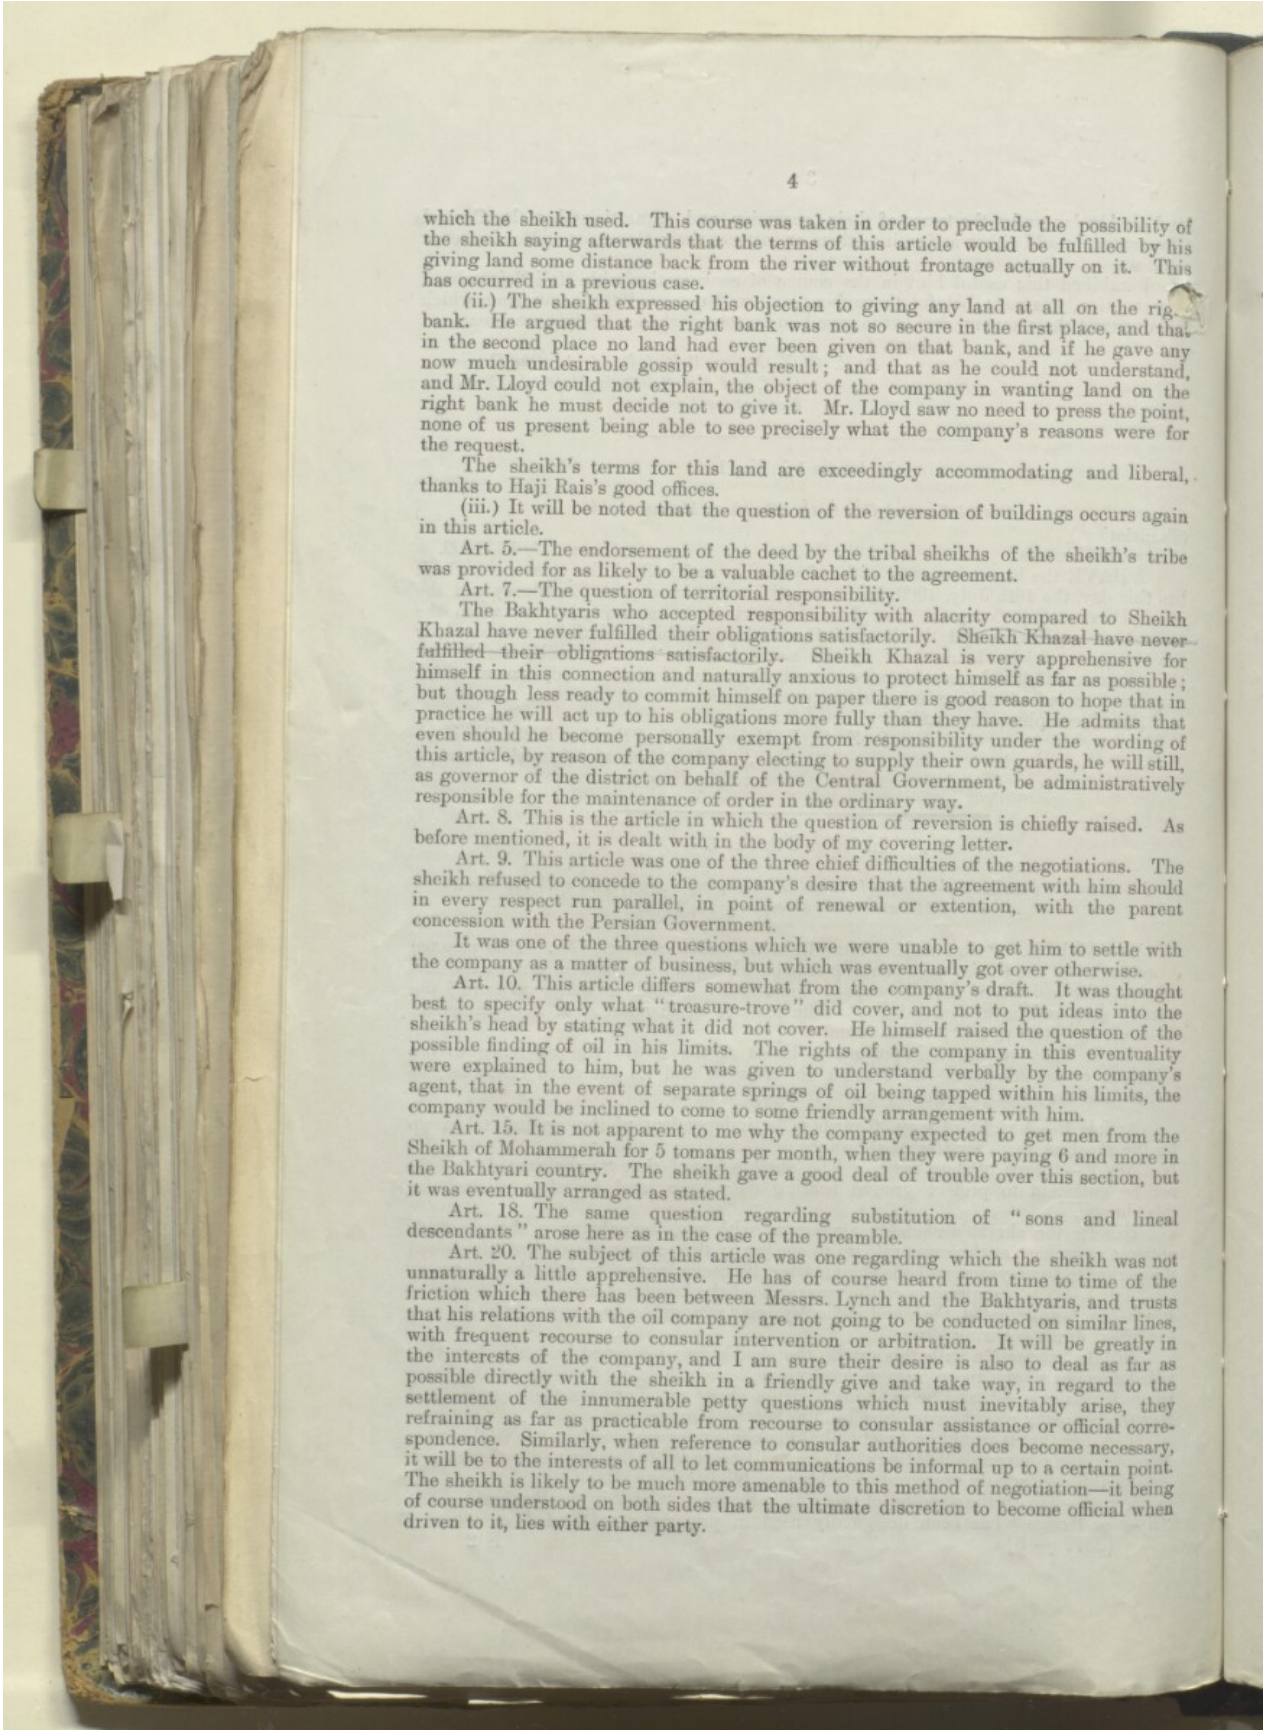 4
which the sheikh used. This course was taken in order to preclude the possibility of
the sheikh saying afterwards that the terms of this article would be fulfilled by his
giving land some distance back from the river without frontage actually on it. This
has occurred in a previous case.
(ii.) The sheikh expressed his objection to giving any land at all on the rig
bank. He argued that the right bank was not so secure in the first place, and that
in the second place no land had ever been given on that bank, and if he gave any
now much undesirable gossip would result; and that as he could not understand,
and Mr. Lloyd could not explain, the object of the company in wanting land on the
right bank he must decide not to give it. Mr. Lloyd saw no need to press the point,
none of us present being able to see precisely what the company's reasons were for
the request.
The sheikh's terms for this land are exceedingly accommodating and liberal,
thanks to Haji Rais's good offices.
(iii.) It will be noted that the question of the reversion of buildings occurs again
in this article.
Art. 5.—The endorsement of the deed by the tribal sheikhs of the sheikh's tribe
was provided for as likely to be a valuable cachet to the agreement.
Art. 7.—The question of territorial responsibility.
The Bakhtyaris who accepted responsibility with alacrity compared to Sheikh
Khazal have never fulfilled their obligations satisfactorily. Sheikh Khazal have never
fulfilled their obligations satisfactorily. Sheikh Khazal is very apprehensive for
himself in this connection and naturally anxious to protect himself as far as possible;
but though less ready to commit himself on paper there is good reason to hope that in
practice he will act up to his obligations more fully than they have. He admits that
even should he become personally exempt from responsibility under the wording of
this article, by reason of the company electing to supply their own guards, he will still,
as governor of the district on behalf of the Central Government, be administratively
responsible for the maintenance of order in the ordinary way.
Art. 8. This is the article in which the question of reversion is chiefly raised. As
before mentioned, it is dealt with in the body of my covering letter.
Art. 9. This article was one of the three chief difficulties of the negotiations. The
sheikh refused to concede to the company's desire that the agreement with him should
in every respect run parallel, in point of renewal or extention, with the parent
concession with the Persian Government.
It was one of the three questions which we were unable to get him to settle with
the company as a matter of business, but which was eventually got over otherwise.
Art. 10. This article differs somewhat from the company's draft. It was thought
best to specify only what "treasure-trove" did cover, and not to put ideas into the
sheikh's head by stating what it did not cover. He himself raised the question of the
possible finding of oil in his limits. The rights of the company in this eventuality
were explained to him, but he was given to understand verbally by the company's
agent, that in the event of separate springs of oil being tapped within his limits, the
company would be inclined to come to some friendly arrangement with him.
Art. 15. It is not apparent to me why the company expected to get men from the
Sheikh of Mohammerah for 5 tomans per month, when they were paying 6 and more in
the Bakhtyari country. The sheikh gave a good deal of trouble over this section, but
it was eventually arranged as stated.
Art. 18. The same question regarding substitution of "sons and lineal
descendants" arose here as in the case of the preamble.
Art. 20. The subject of this article was one regarding which the sheikh was not
unnaturally a little apprehensive. He has of course heard from time to time of the
friction which there has been between Messrs. Lynch and the Bakhtyaris, and trusts
that his relations with the oil company are not going to be conducted on similar lines,
with frequent recourse to consular intervention or arbitration. It will be greatly in
the interests of the company, and I am sure their desire is also to deal as far as
possible directly with the sheikh in a friendly give and take way, in regard to the
settlement of the innumerable petty questions which must inevitably arise, they
refraining as far as practicable from recourse to consular assistance or official corre-
spondence. Similarly, when reference to consular authorities does become necessary,
it will be to the interests of all to let communications be informal up to a certain point.
The sheikh is likely to be much more amenable to this method of negotiation—it being
of course understood on both sides that the ultimate discretion to become official when
driven to it, lies with either party.